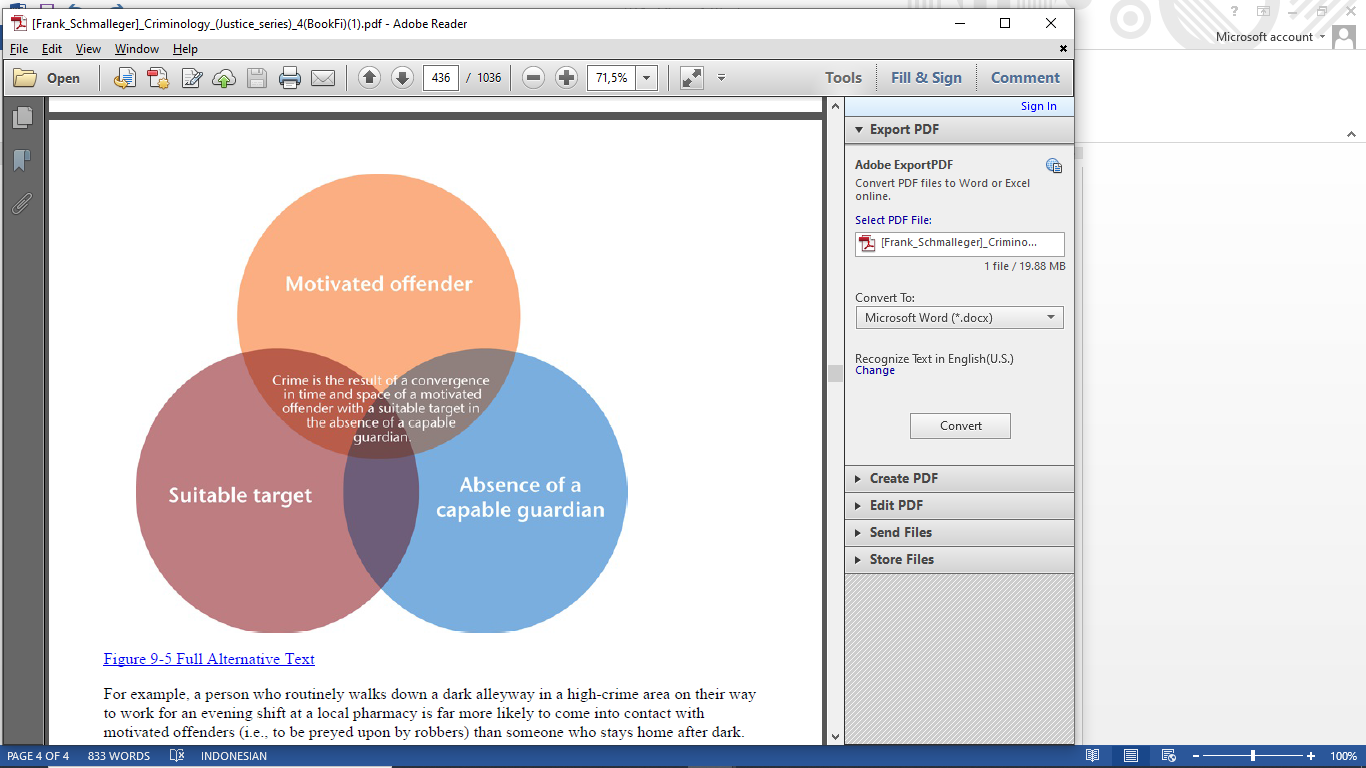 [Frank_Schmalleger]_Criminology_(Justice_series)_4(BookFi)(1).pdf - Adobe Reader
Microsoft account
File Edit View Window Help
Open 436 / 1036 71,5% Tools Fill & Sign Comment
Sign In
Export PDF
Adobe ExportPDF
Convert PDF files to Word or Excel
online.
Select PDF File:
[Frank_Schmalleger]_Crimino...
1 file / 19.88 MB
Convert To:
Microsoft Word (*.docx)
Recognize Text in English(U.S.)
Change
Convert
Create PDF
Edit PDF
Send Files
Store Files
Motivated offender
Crime is the result of a convergence
in time and space of a motivated
offender with a suitable target in
the absence of a capable
guardian.
Suitable target
Absence of a
capable guardian
Figure 9-5 Full Alternative Text
For example, a person who routinely walks down a dark alleyway in a high-crime area on their way
to work for an evening shift at a local pharmacy is far more likely to come into contact with
motivated offenders (i.e., to be preyed upon by robbers) than someone who stays home after dark.
PAGE 4 OF 4 833 WORDS INDONESIAN 100%